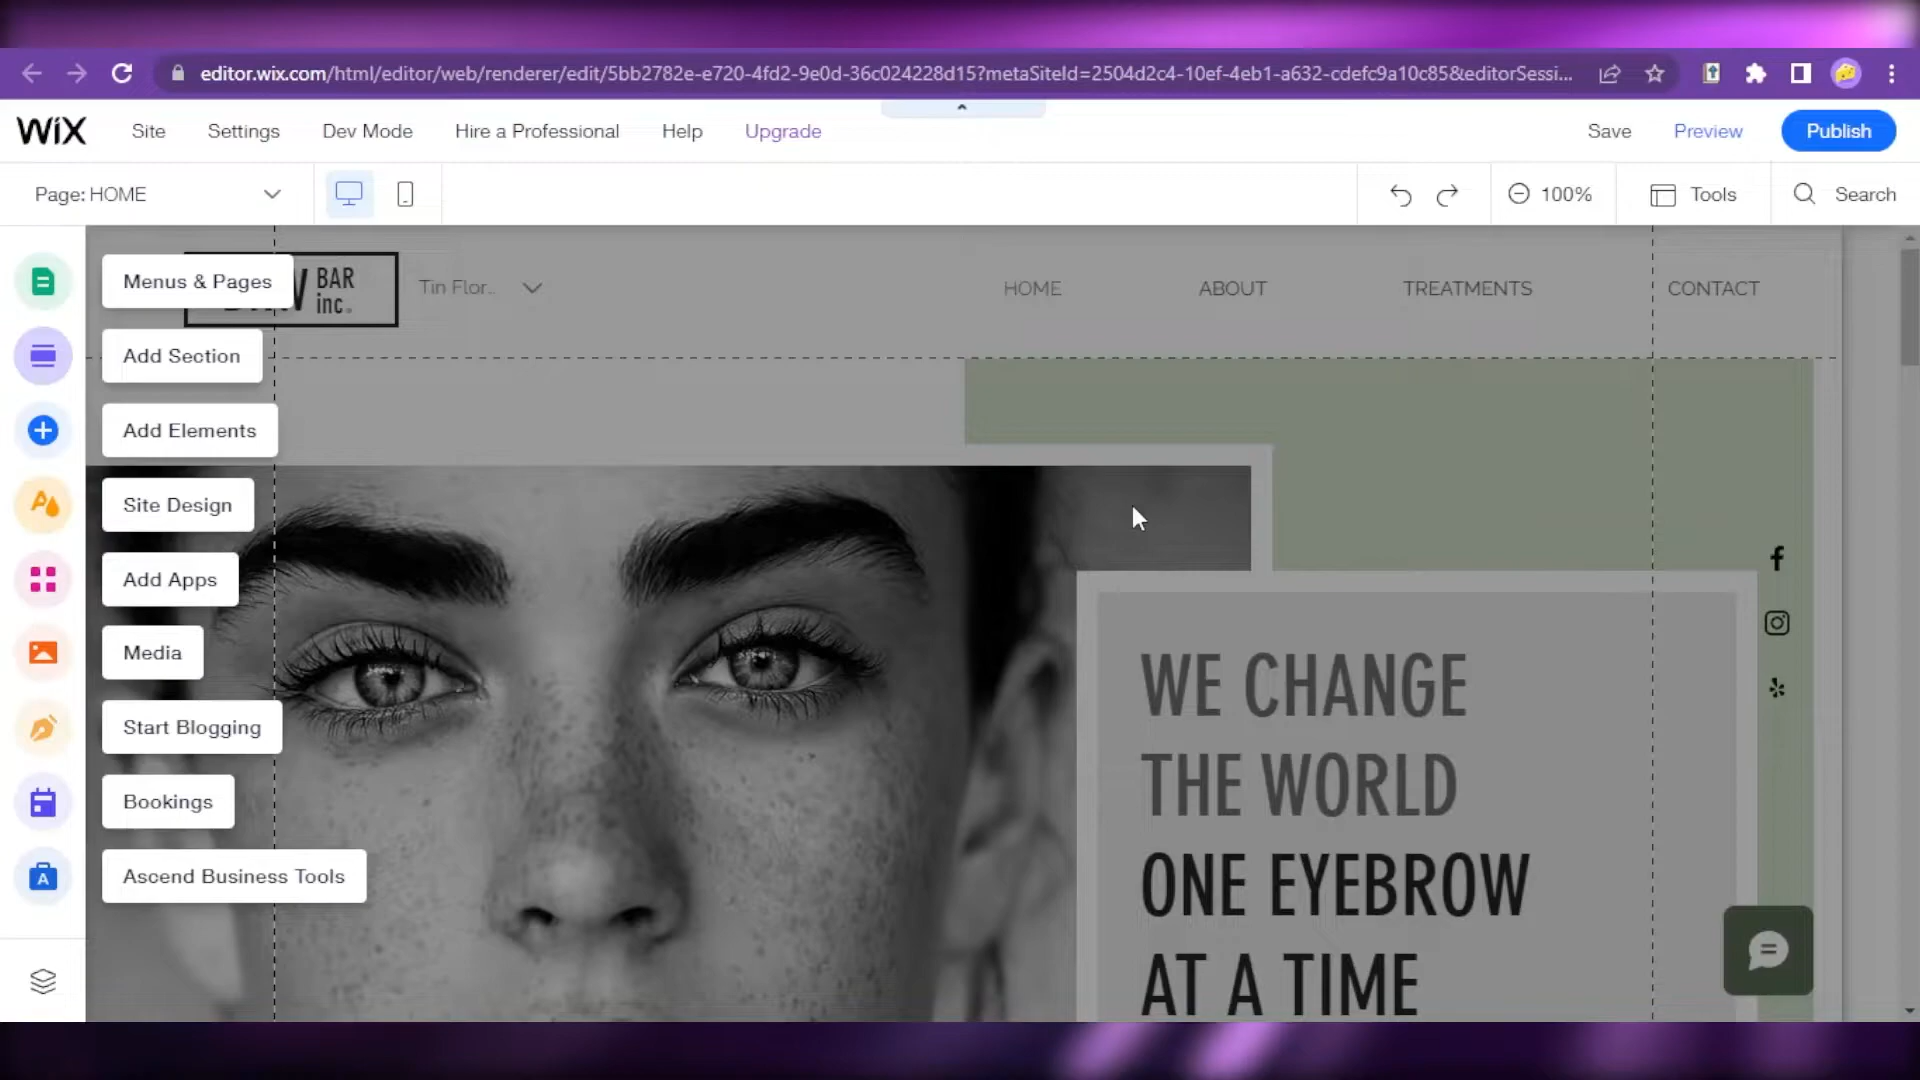 editor.wix.com/html/editor/web/renderer/edit/5bb2782e-e720-4fd2-9e0d-36c024228d15?metaSiteId=2504d2c4-10ef-4eb1-a632-cdefc9a10c85&editorSessi...
WiX Site Settings Dev Mode Hire a Professional Help Upgrade Save Preview Publish
Page: HOME 100% Tools Search
Menus & Pages
BAR
inc.
Tin Flor..
HOME ABOUT TREATMENTS CONTACT
Add Section
Add Elements
Site Design
Add Apps
Media
Start Blogging
Bookings
A Ascend Business Tools
WE CHANGE
THE WORLD
ONE EYEBROW
AT A TIME